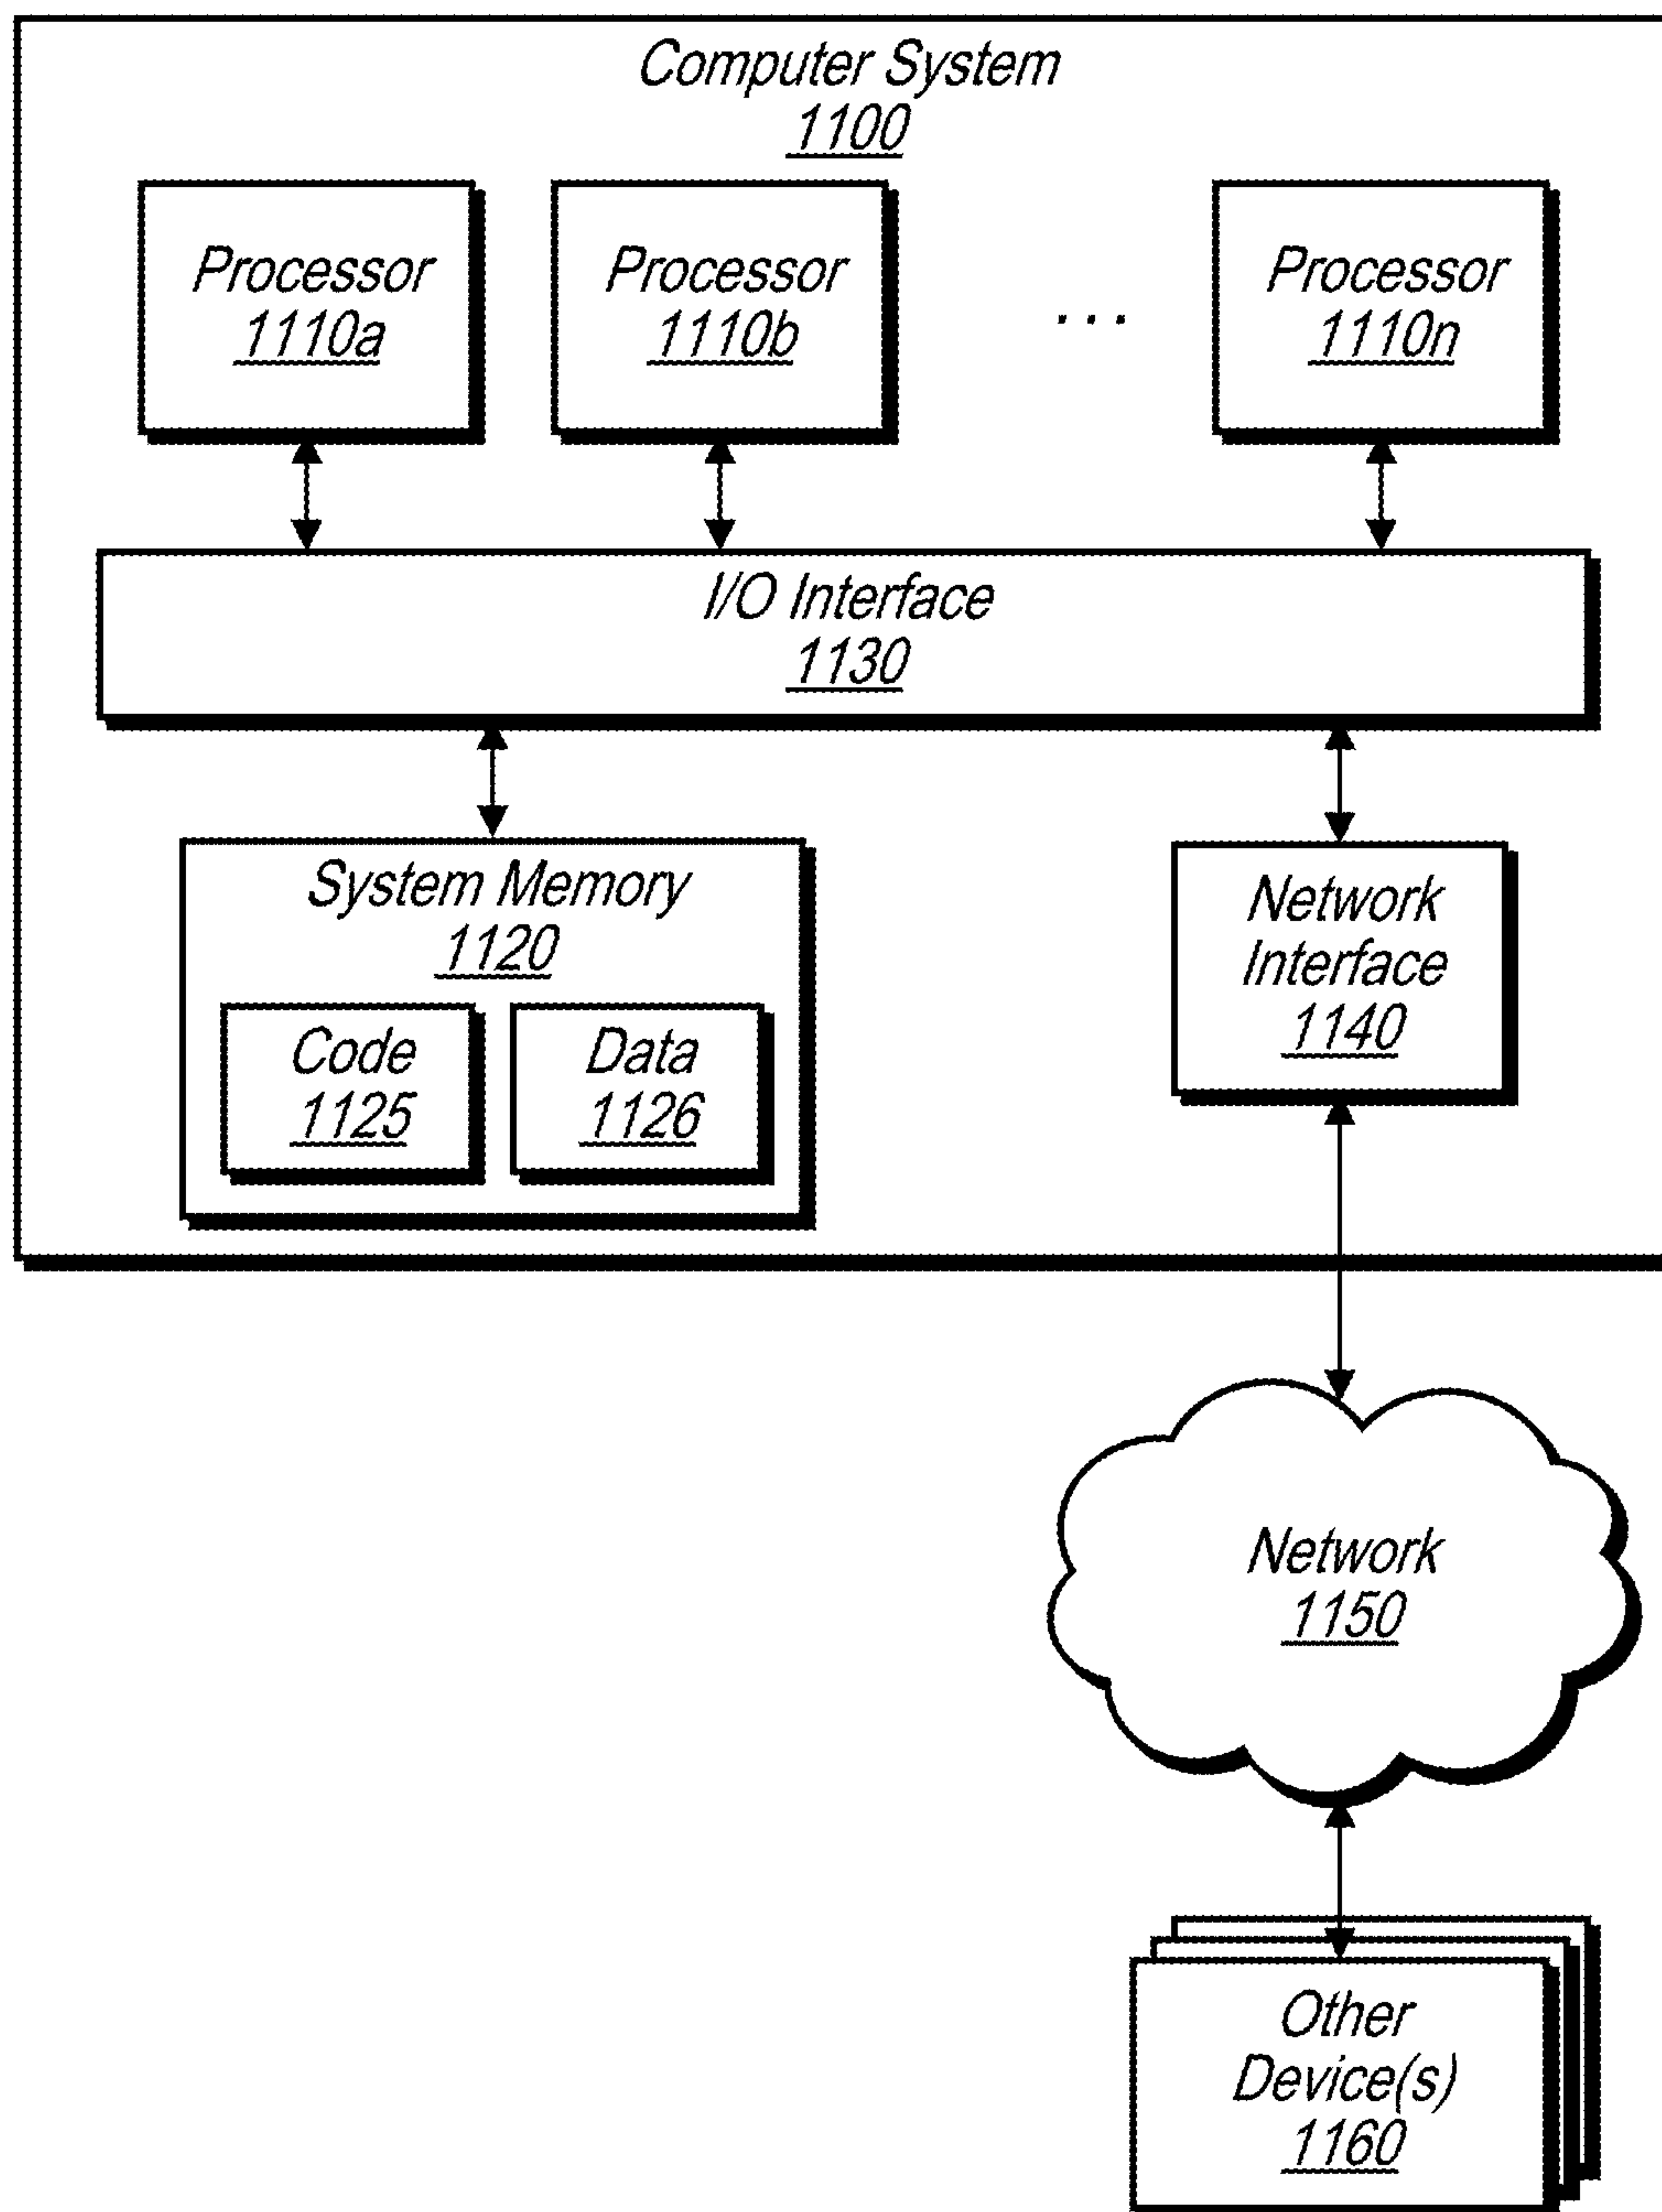 Computer System
1100
Processor
1110a
Processor
1110b
...
Processor
1110n
I/O Interface
1130
System Memory
1120
Code
1125
Data
1126
Network
Interface
1140
Network
1150
Other
Device(s)
1160